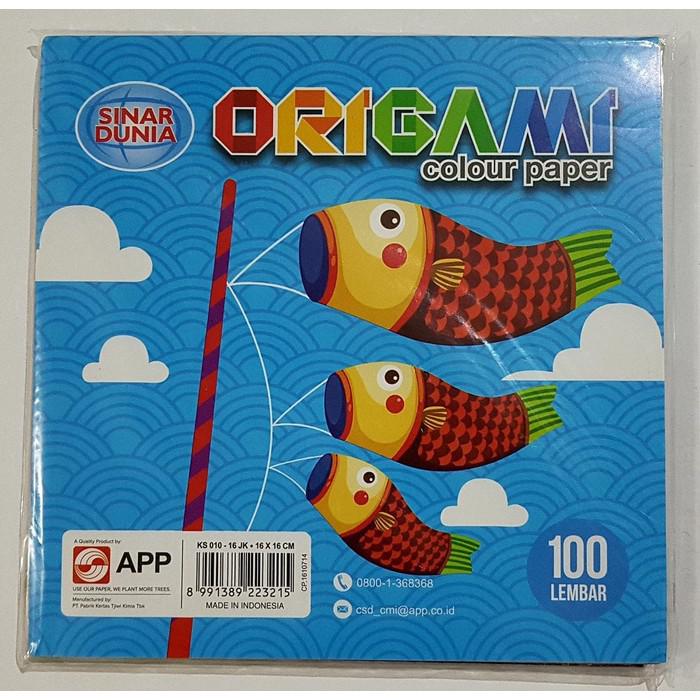 SINAR
DUNIA
ORIGAMI
colour paper
A Quality Product by:
APP
USE OUR PAPER, WE PLANT MORE TREES.
Manufactured by:
PT. Pabrik Kertas Tjiwi Kimia Tbk
KS 010 - 16 JK • 16 X 16 CM
8 991389 223215
MADE IN INDONESIA
CP.1610714
0800-1-368368
csd_cmi@app.co.id
100
LEMBAR